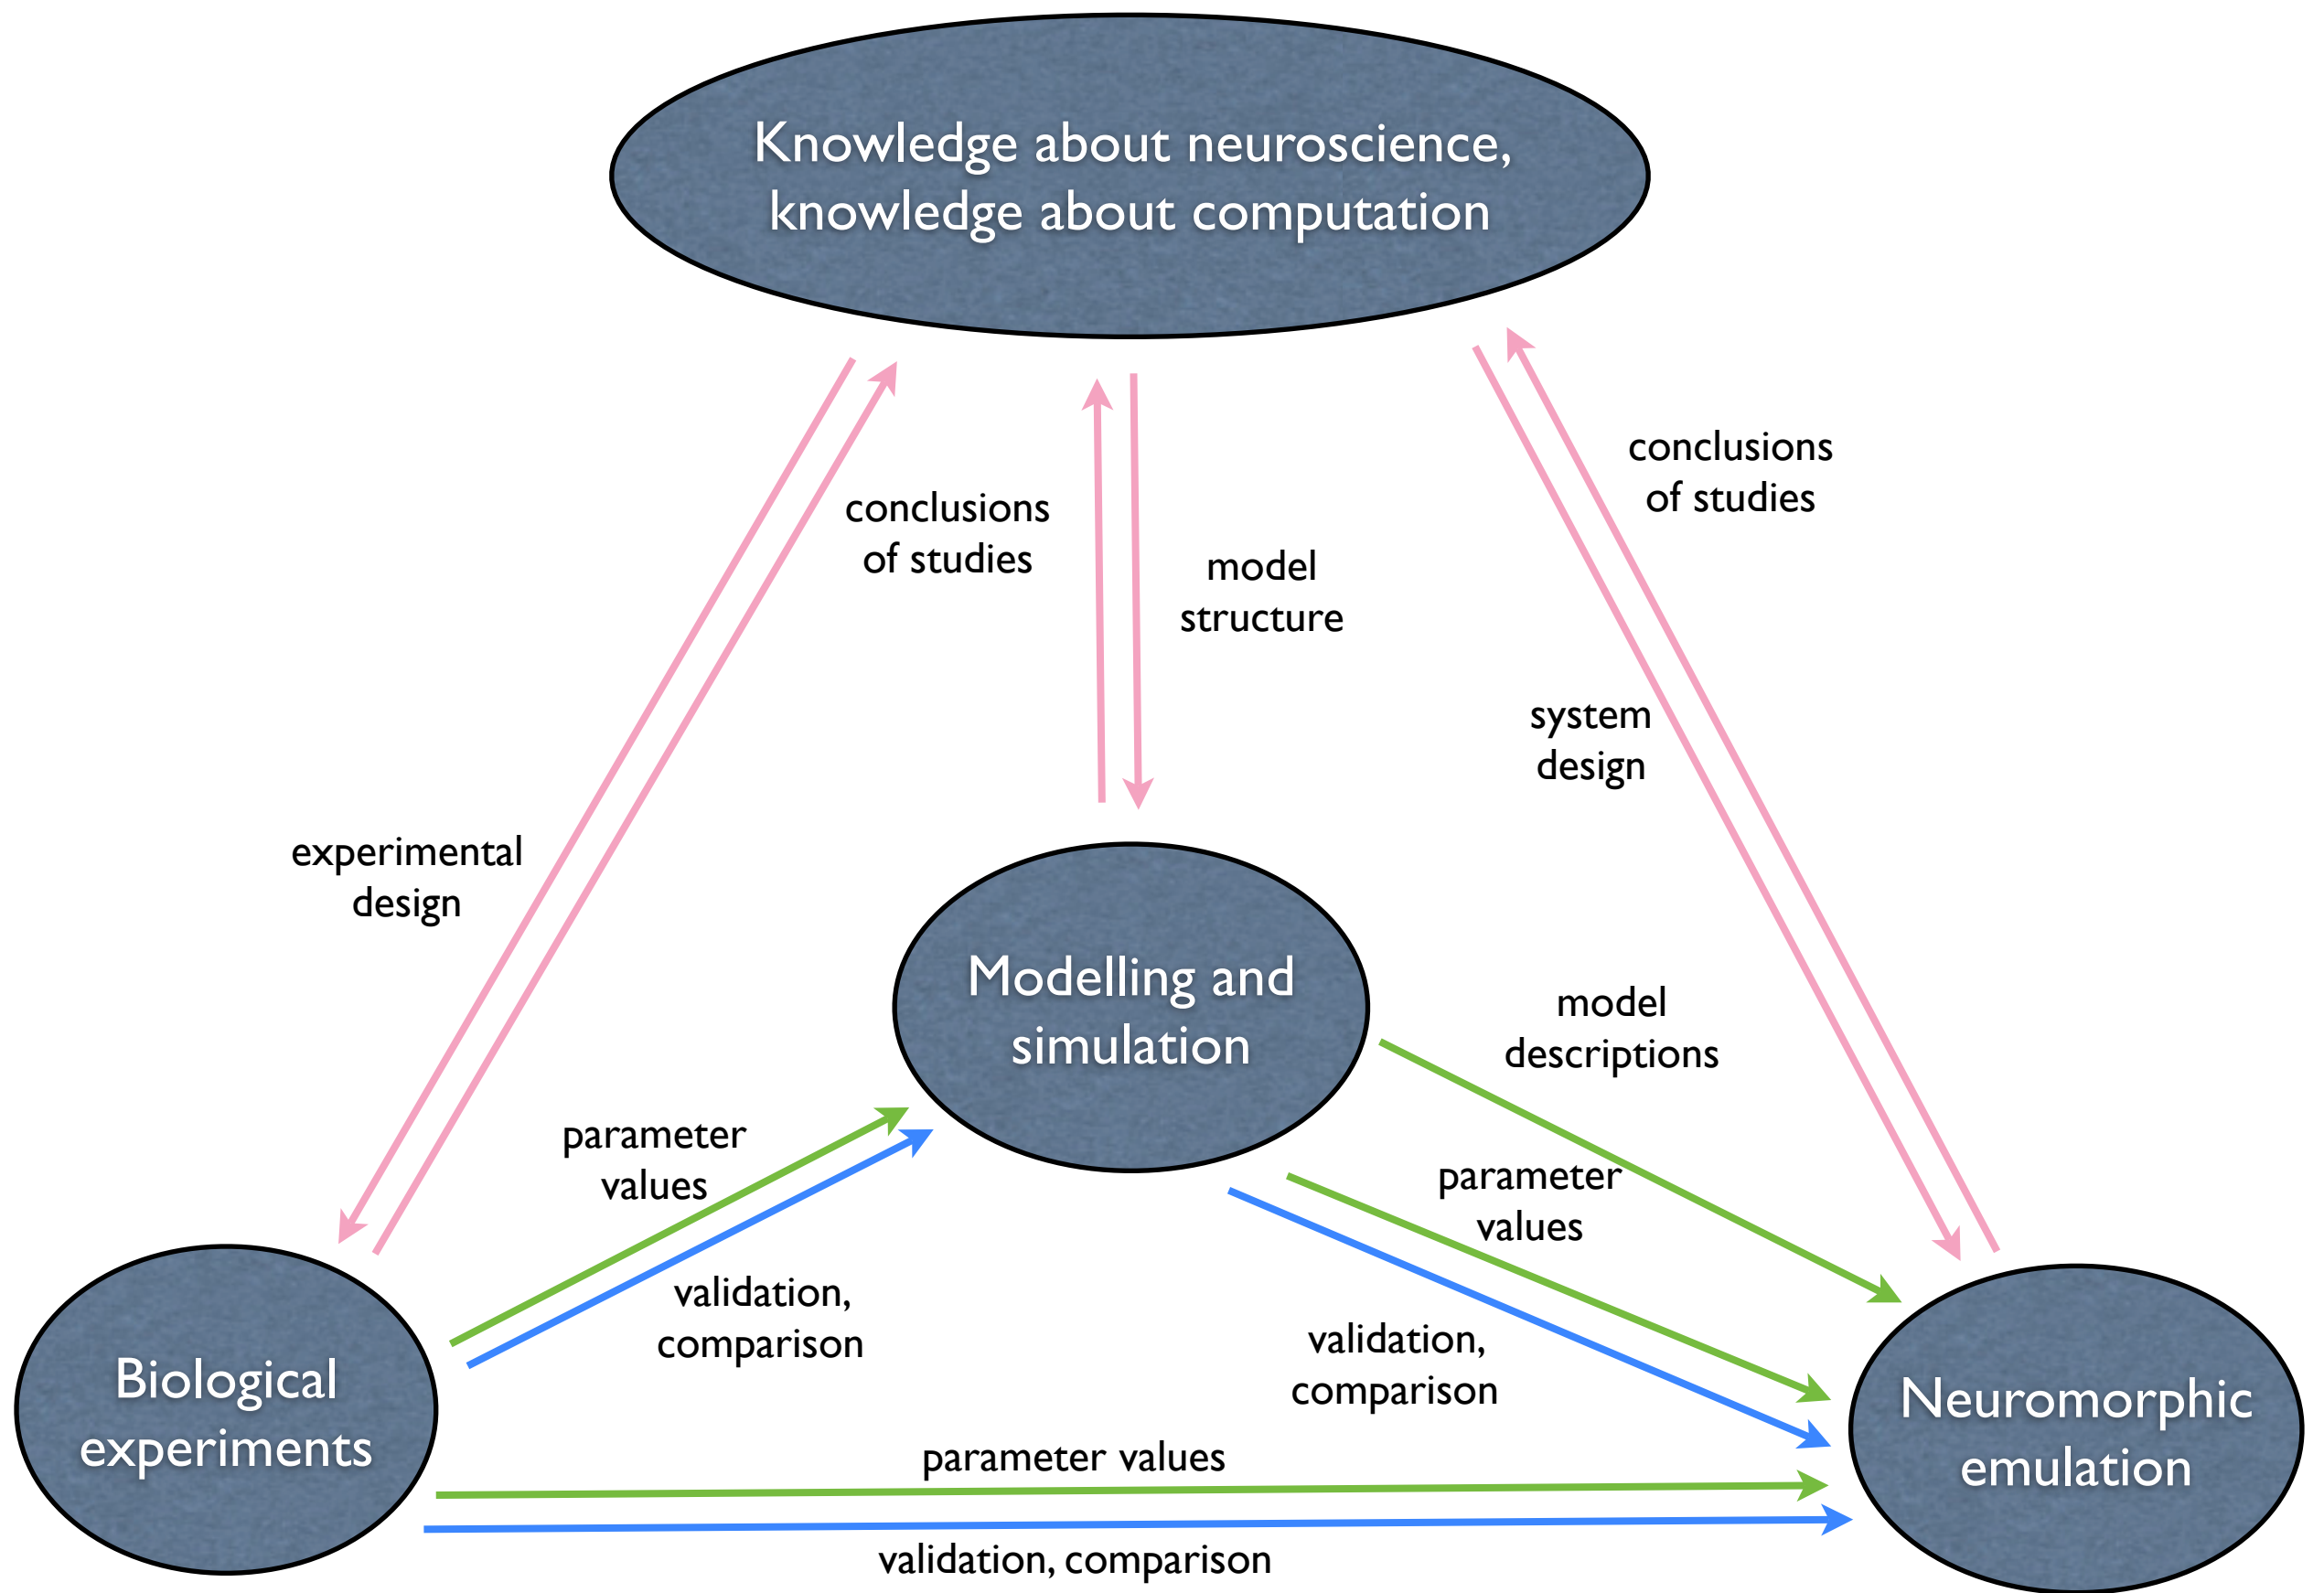 Knowledge about neuroscience,
knowledge about computation
conclusions
of studies
conclusions
of studies
model
structure
system
design
experimental
design
Modelling and
simulation
model
descriptions
parameter
values
parameter
values
validation,
comparison
validation,
comparison
Biological
experiments
Neuromorphic
emulation
parameter values
validation, comparison